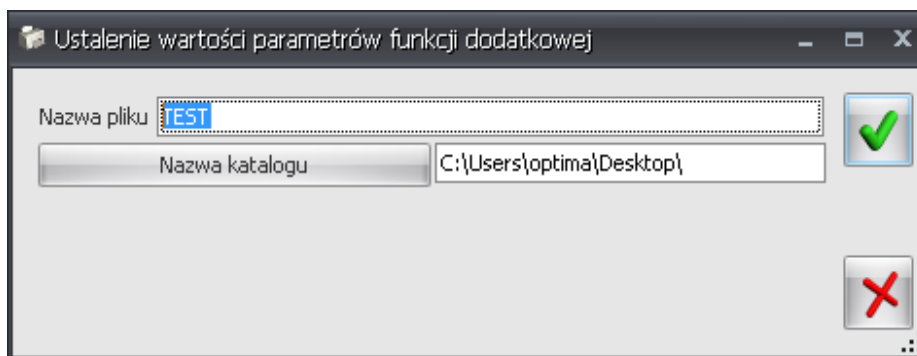 Ustalenie wartości parametrów funkcji dodatkowej
Nazwa pliku TEST
Nazwa katalogu C:\Users\optima\Desktop\